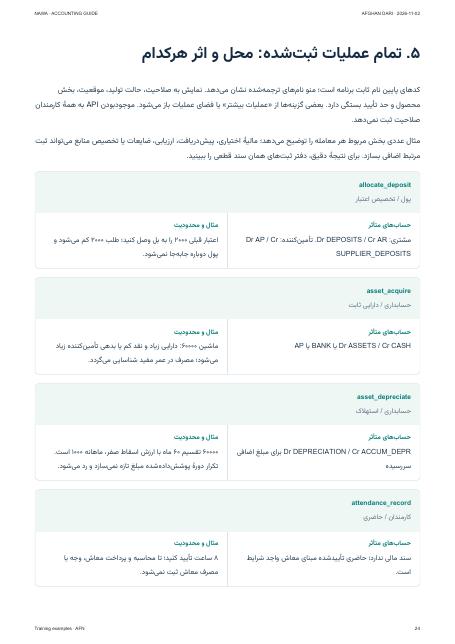 NAWA · ACCOUNTING GUIDE
AFGHAN DARI · 2026-11-02
۵. تمام عملیات ثبت‌شده: محل و اثر هرکدام
کدهای پایین نام ثابت برنامه است؛ منو نام‌های ترجمه‌شده نشان می‌دهد. نمایش به صلاحیت، حالت تولید، موقعیت، بخش
محصول و حد تأیید بستگی دارد. بعضی گزینه‌ها از «عملیات بیشتر» یا فضای عملیات باز می‌شود. موجودبودن API به همهٔ کارمندان
صلاحیت ثبت نمی‌دهد.
مثال عددی بخش مربوط هر معامله را توضیح می‌دهد؛ مالیهٔ اختیاری، پیش‌دریافت، ارزیابی، ضایعات یا تخصیص منابع می‌تواند ثبت
مرتبط اضافی بسازد. برای نتیجهٔ دقیق، دفتر ثبت‌های همان سند قطعی را ببینید.
allocate_deposit
پول / تخصیص اعتبار
حساب‌های متأثر
مشتری: Dr DEPOSITS / Cr AR. تأمین‌کننده: Dr AP / Cr
SUPPLIER_DEPOSITS
مثال و محدودیت
اعتبار قبلی ۲۰۰۰ را به بل وصل کنید؛ طلب ۲۰۰۰ کم می‌شود و
پول دوباره جابه‌جا نمی‌شود.
asset_acquire
حسابداری / دارایی ثابت
حساب‌های متأثر
Dr ASSETS / Cr CASH یا BANK یا AP
مثال و محدودیت
ماشین ۶۰۰۰۰: دارایی زیاد و نقد کم یا بدهی تأمین‌کننده زیاد
می‌شود؛ مصرف در عمر مفید شناسایی می‌گردد.
asset_depreciate
حسابداری / استهلاک
حساب‌های متأثر
Dr DEPRECIATION / Cr ACCUM_DEPR برای مبلغ اضافی
سررسیده
مثال و محدودیت
۶۰۰۰۰ تقسیم ۶۰ ماه با ارزش اسقاط صفر، ماهانه ۱۰۰۰ است.
تکرار دورهٔ پوشش‌داده‌شده مبلغ تازه نمی‌سازد و رد می‌شود.
attendance_record
کارمندان / حاضری
حساب‌های متأثر
سند مالی ندارد؛ حاضری تأییدشده مبنای معاش واجد شرایط
است.
مثال و محدودیت
۸ ساعت تأیید کنید؛ تا محاسبه و پرداخت معاش، وجه یا
مصرف معاش ثبت نمی‌شود.
Training examples · AFN
24